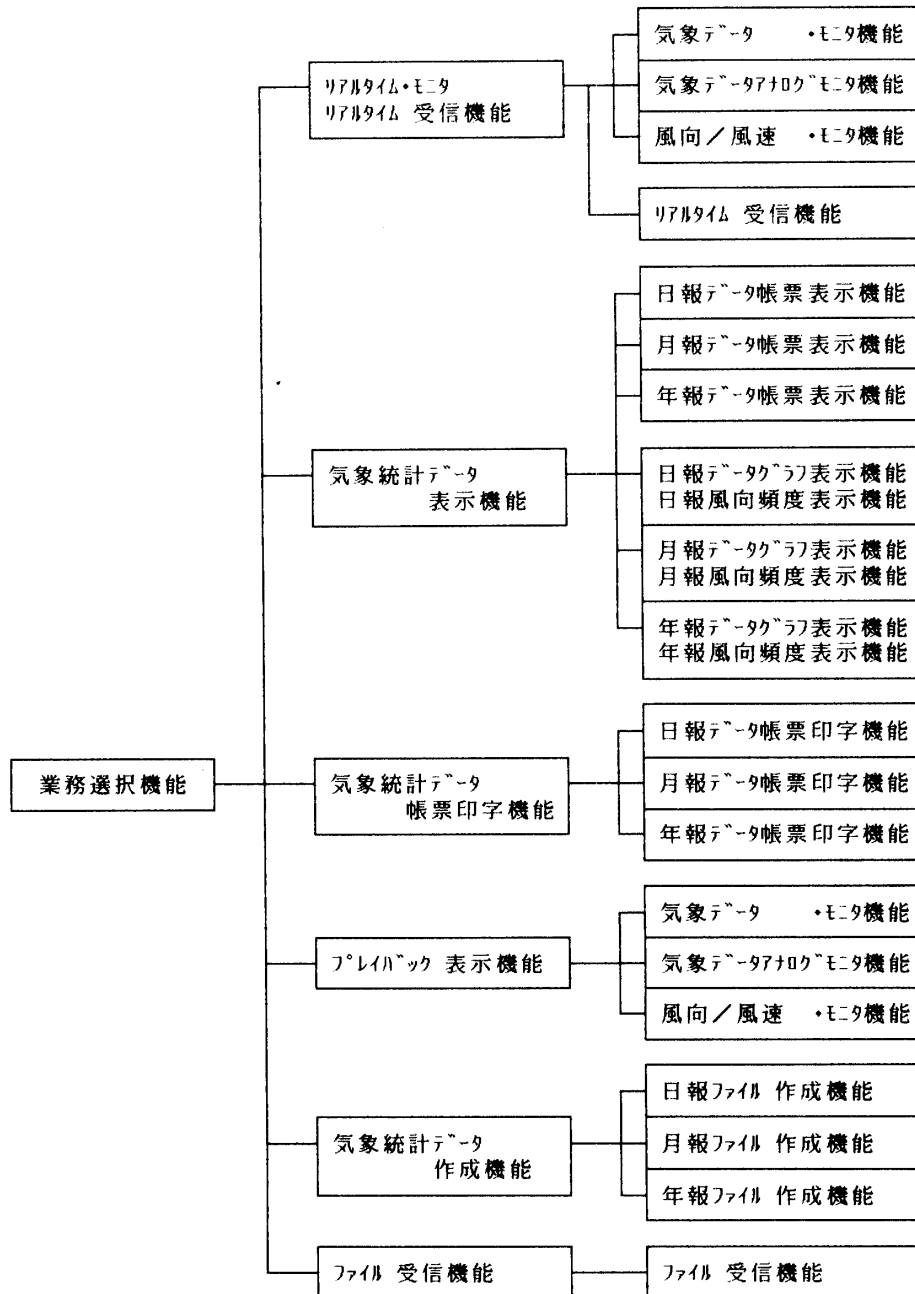 業務選択機能
ﾘｱﾙﾀｲﾑ・ﾓﾆﾀ
ﾘｱﾙﾀｲﾑ 受信機能
気象ﾃﾞｰﾀ ・ﾓﾆﾀ機能
気象ﾃﾞｰﾀｱﾅﾛｸﾞﾓﾆﾀ機能
風向／風速 ・ﾓﾆﾀ機能
ﾘｱﾙﾀｲﾑ 受信機能
気象統計ﾃﾞｰﾀ
表示機能
日報ﾃﾞｰﾀ帳票表示機能
月報ﾃﾞｰﾀ帳票表示機能
年報ﾃﾞｰﾀ帳票表示機能
日報ﾃﾞｰﾀｸﾞﾗﾌ表示機能
日報風向頻度表示機能
月報ﾃﾞｰﾀｸﾞﾗﾌ表示機能
月報風向頻度表示機能
年報ﾃﾞｰﾀｸﾞﾗﾌ表示機能
年報風向頻度表示機能
気象統計ﾃﾞｰﾀ
帳票印字機能
日報ﾃﾞｰﾀ帳票印字機能
月報ﾃﾞｰﾀ帳票印字機能
年報ﾃﾞｰﾀ帳票印字機能
ﾌﾟﾚｲﾊﾞｯｸ 表示機能
気象ﾃﾞｰﾀ ・ﾓﾆﾀ機能
気象ﾃﾞｰﾀｱﾅﾛｸﾞﾓﾆﾀ機能
風向／風速 ・ﾓﾆﾀ機能
気象統計ﾃﾞｰﾀ
作成機能
日報ﾌｧｲﾙ 作成機能
月報ﾌｧｲﾙ 作成機能
年報ﾌｧｲﾙ 作成機能
ﾌｧｲﾙ 受信機能
ﾌｧｲﾙ 受信機能